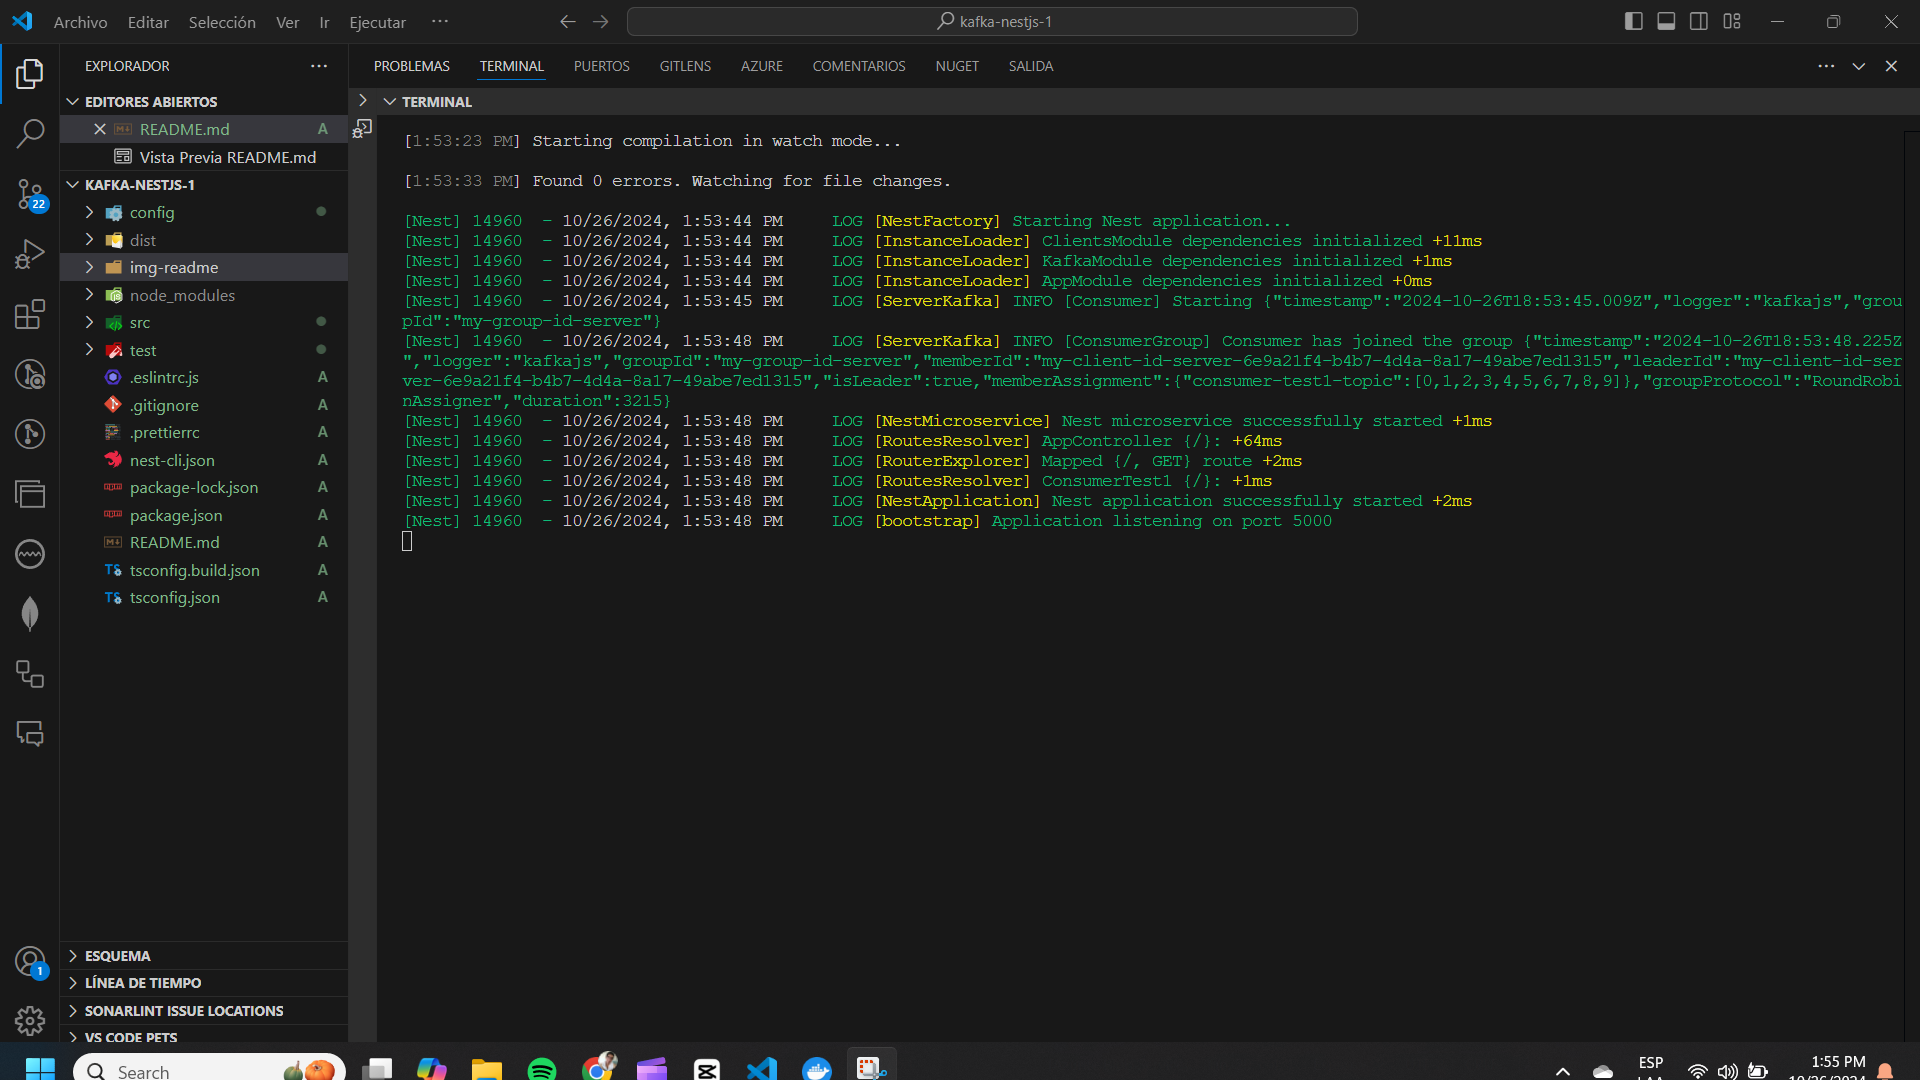 Archivo Editar Selección Ver Ir Ejecutar ···
kafka-nestjs-1
EXPLORADOR
EDITORES ABIERTOS
README.md A
Vista Previa README.md
KAFKA-NESTJS-1
config
dist
img-readme
node_modules
src
test
.eslintrc.js A
.gitignore A
.prettierrc A
nest-cli.json A
package-lock.json A
package.json A
README.md A
tsconfig.build.json A
tsconfig.json A
ESQUEMA
LÍNEA DE TIEMPO
SONARLINT ISSUE LOCATIONS
VS CODE PETS
22
1
PROBLEMAS TERMINAL PUERTOS GITLENS AZURE COMENTARIOS NUGET SALIDA
TERMINAL
[1:53:23 PM] Starting compilation in watch mode...
[1:53:33 PM] Found 0 errors. Watching for file changes.
[Nest] 14960  - 10/26/2024, 1:53:44 PM     LOG [NestFactory] Starting Nest application...
[Nest] 14960  - 10/26/2024, 1:53:44 PM     LOG [InstanceLoader] ClientsModule dependencies initialized +11ms
[Nest] 14960  - 10/26/2024, 1:53:44 PM     LOG [InstanceLoader] KafkaModule dependencies initialized +1ms
[Nest] 14960  - 10/26/2024, 1:53:44 PM     LOG [InstanceLoader] AppModule dependencies initialized +0ms
[Nest] 14960  - 10/26/2024, 1:53:45 PM     LOG [ServerKafka] INFO [Consumer] Starting {"timestamp":"2024-10-26T18:53:45.009Z","logger":"kafkajs","grou
pId":"my-group-id-server"}
[Nest] 14960  - 10/26/2024, 1:53:48 PM     LOG [ServerKafka] INFO [ConsumerGroup] Consumer has joined the group {"timestamp":"2024-10-26T18:53:48.225Z
","logger":"kafkajs","groupId":"my-group-id-server","memberId":"my-client-id-server-6e9a21f4-b4b7-4d4a-8a17-49abe7ed1315","leaderId":"my-client-id-ser
ver-6e9a21f4-b4b7-4d4a-8a17-49abe7ed1315","isLeader":true,"memberAssignment":{"consumer-test1-topic":[0,1,2,3,4,5,6,7,8,9]},"groupProtocol":"RoundRobi
nAssigner","duration":3215}
[Nest] 14960  - 10/26/2024, 1:53:48 PM     LOG [NestMicroservice] Nest microservice successfully started +1ms
[Nest] 14960  - 10/26/2024, 1:53:48 PM     LOG [RoutesResolver] AppController {/}: +64ms
[Nest] 14960  - 10/26/2024, 1:53:48 PM     LOG [RouterExplorer] Mapped {/, GET} route +2ms
[Nest] 14960  - 10/26/2024, 1:53:48 PM     LOG [RoutesResolver] ConsumerTest1 {/}: +1ms
[Nest] 14960  - 10/26/2024, 1:53:48 PM     LOG [NestApplication] Nest application successfully started +2ms
[Nest] 14960  - 10/26/2024, 1:53:48 PM     LOG [bootstrap] Application listening on port 5000
Search
ESP
LAA
1:55 PM
10/26/2024